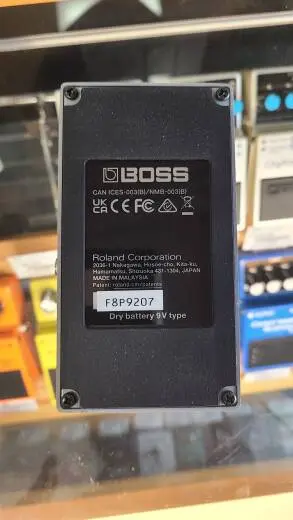 BOSS
CAN ICES-003(B)/NMB-003(B)
UK CA CE FC
Roland Corporation
2036-1 Nakagawa, Hosoe-cho, Kita-ku,
Hamamatsu, Shizuoka 431-1304, JAPAN
MADE IN MALAYSIA
Patent: roland.cm/patents
F8P9207
Dry battery 9V type